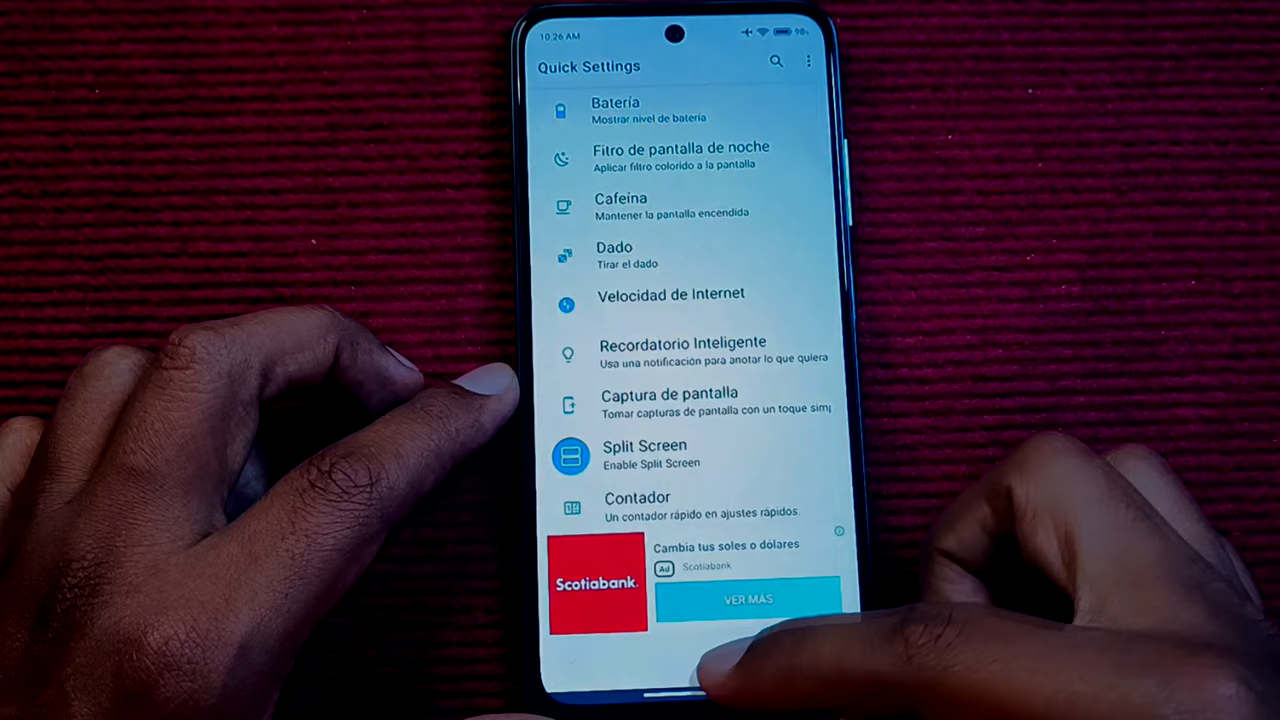 10:26 AM
98%
Quick Settings
Batería
Mostrar nivel de batería
Fitro de pantalla de noche
Aplicar filtro colorido a la pantalla
Cafeína
Mantener la pantalla encendida
Dado
Tirar el dado
Velocidad de Internet
Recordatorio Inteligente
Usa una notificación para anotar lo que quiera
Captura de pantalla
Tomar capturas de pantalla con un toque simp
Split Screen
Enable Split Screen
Contador
Un contador rápido en ajustes rápidos.
Cambia tus soles o dólares
Ad Scotiabank
Scotiabank.
VER MÁS